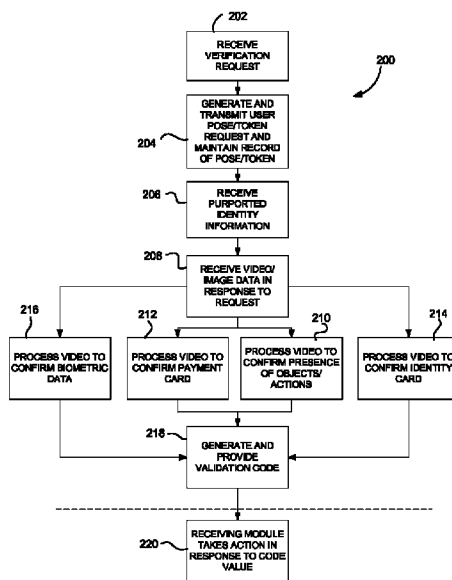 202
RECEIVE
VERIFICATION
REQUEST
200
GENERATE AND
TRANSMIT USER
POSE/TOKEN
REQUEST AND
MAINTAIN RECORD
OF POSE/TOKEN
204
206
RECEIVE
PURPORTED
IDENTITY
INFORMATION
208
RECEIVE VIDEO/
IMAGE DATA IN
RESPONSE TO
REQUEST
216
PROCESS VIDEO TO
CONFIRM BIOMETRIC
DATA
212
PROCESS VIDEO TO
CONFIRM PAYMENT
CARD
210
PROCESS VIDEO TO
CONFIRM PRESENCE
OF OBJECTS/
ACTIONS
214
PROCESS VIDEO TO
CONFIRM IDENTITY
CARD
218
GENERATE AND
PROVIDE
VALIDATION CODE
220
RECEIVING MODULE
TAKES ACTION IN
RESPONSE TO CODE
VALUE